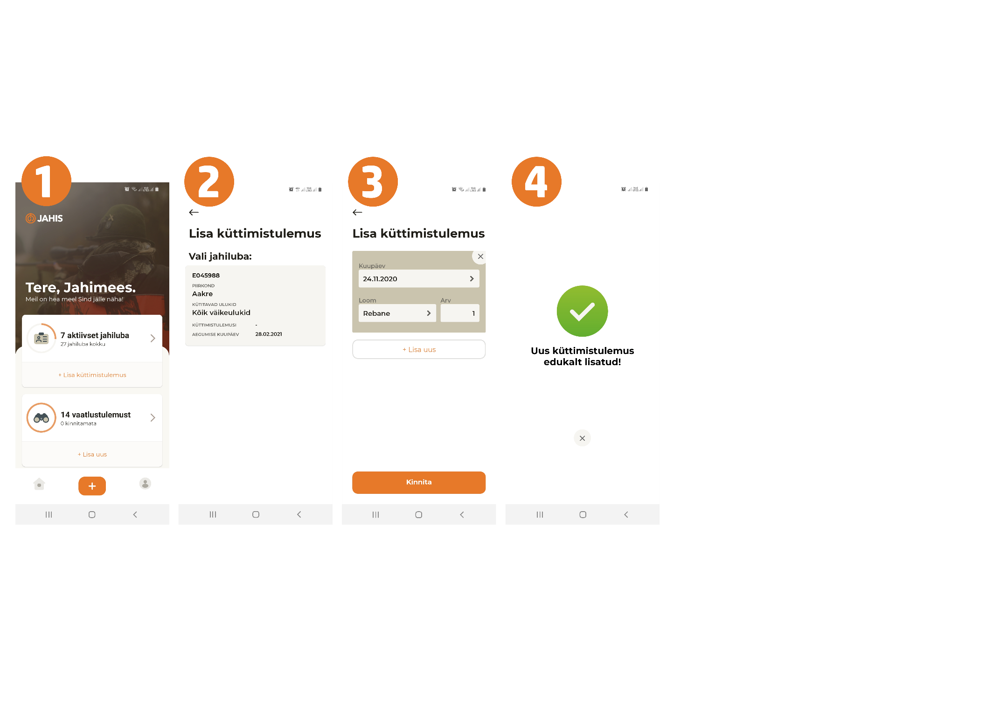 1
JAHIS
Tere, Jahimees.
Meil on hea meel Sind jälle näha!
7 aktiivset jahiluba
27 jahiluba kokku
+ Lisa küttimistulemus
14 vaatlustulemust
0 kinnitamata
+ Lisa uus
2
Lisa küttimistulemus
Vali jahiluba:
E045988
PIIRKOND
Aakre
KÜTITAVAD ULUKID
Kõik väikeulukid
KÜTTIMISTULEMUSI -
AEGUMISE KUUPÄEV 28.02.2021
3
Lisa küttimistulemus
Kuupäev
24.11.2020
Loom Arv
Rebane 1
+ Lisa uus
Kinnita
4
Uus küttimistulemus
edukalt lisatud!